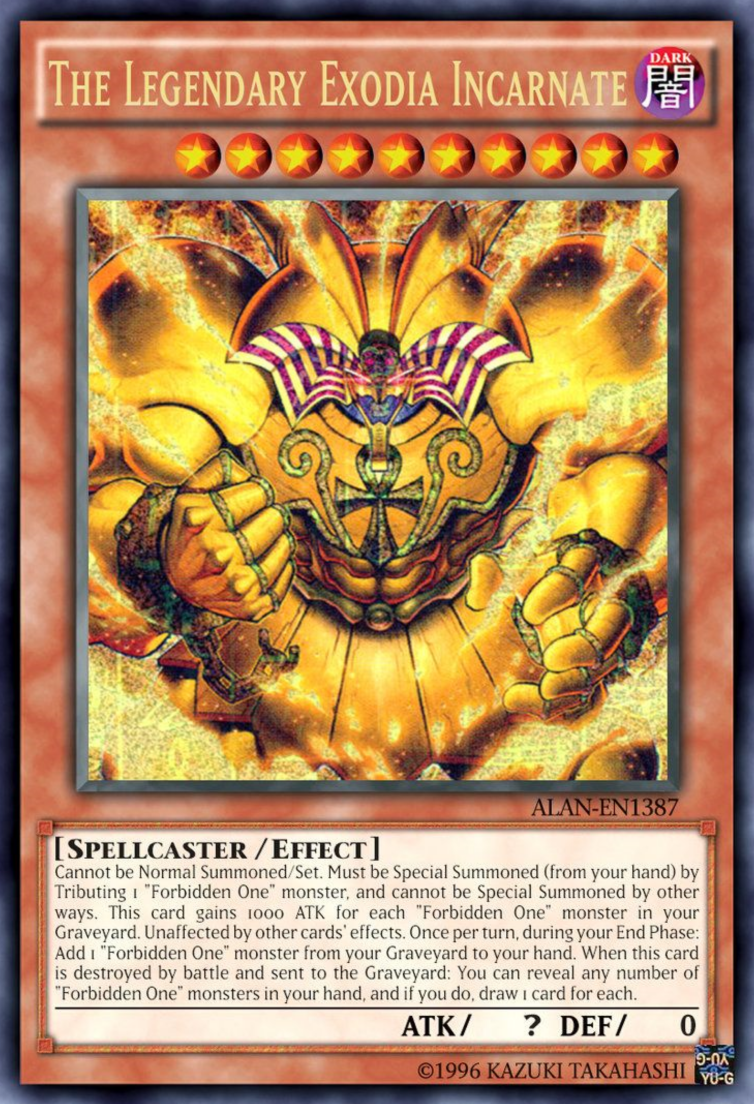 THE LEGENDARY EXODIA INCARNATE
DARK
闇
ALAN-EN1387
[SPELLCASTER /EFFECT]
Cannot be Normal Summoned/Set. Must be Special Summoned (from your hand) by
Tributing 1 "Forbidden One" monster, and cannot be Special Summoned by other
ways. This card gains 1000 ATK for each "Forbidden One" monster in your
Graveyard. Unaffected by other cards' effects. Once per turn, during your End Phase:
Add 1 "Forbidden One" monster from your Graveyard to your hand. When this card
is destroyed by battle and sent to the Graveyard: You can reveal any number of
"Forbidden One" monsters in your hand, and if you do, draw 1 card for each.
ATK/ ? DEF/ 0
©1996 KAZUKI TAKAHASHI
YU-G